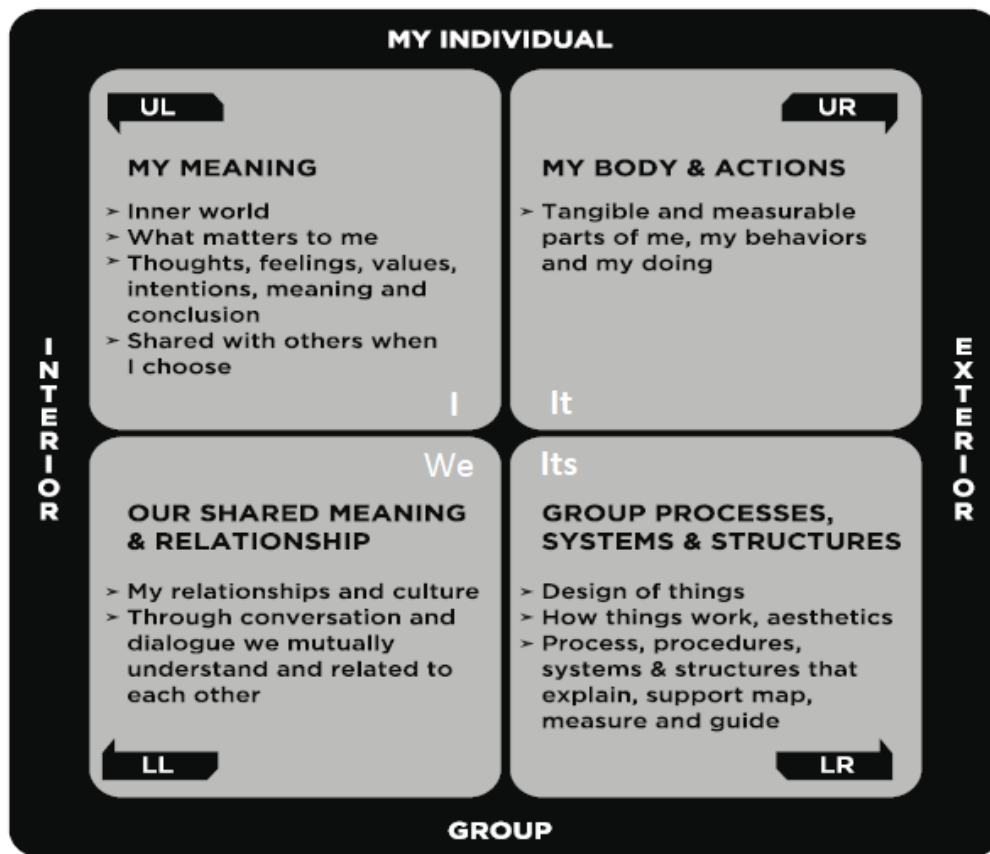 MY INDIVIDUAL
UL
MY MEANING
➢ Inner world
➢ What matters to me
➢ Thoughts, feelings, values,
intentions, meaning and
conclusion
➢ Shared with others when
I choose
I
UR
MY BODY & ACTIONS
➢ Tangible and measurable
parts of me, my behaviors
and my doing
It
INTERIOR
EXTERIOR
We
OUR SHARED MEANING
& RELATIONSHIP
➢ My relationships and culture
➢ Through conversation and
dialogue we mutually
understand and related to
each other
LL
Its
GROUP PROCESSES,
SYSTEMS & STRUCTURES
➢ Design of things
➢ How things work, aesthetics
➢ Process, procedures,
systems & structures that
explain, support map,
measure and guide
LR
GROUP